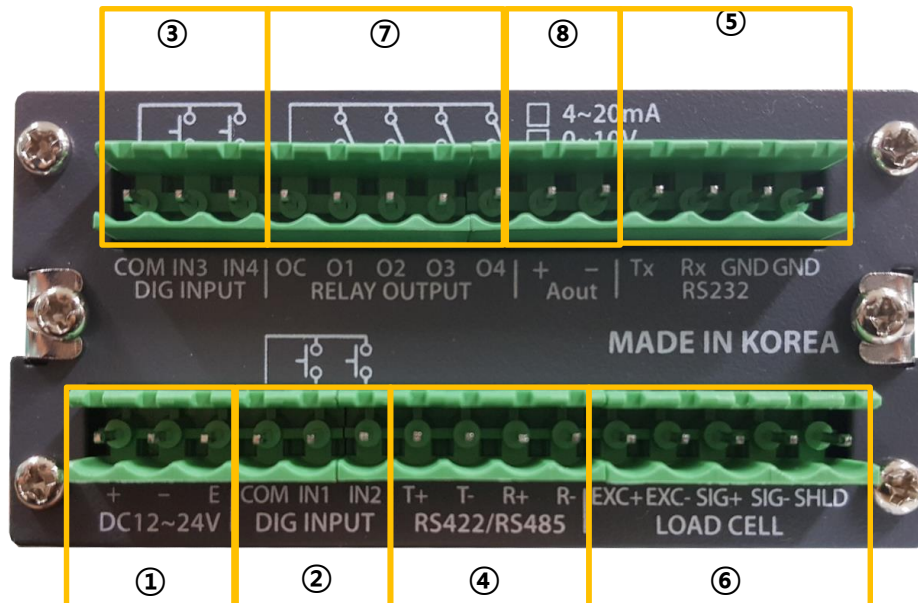 ③ ⑦ ⑧ ⑤
4~20mA
0~10V
COM IN3 IN4 OC O1 O2 O3 O4 + − Tx Rx GND GND
DIG INPUT RELAY OUTPUT Aout RS232
MADE IN KOREA
+ − E COM IN1 IN2 T+ T- R+ R- EXC+ EXC- SIG+ SIG- SHLD
DC12~24V DIG INPUT RS422/RS485 LOAD CELL
① ② ④ ⑥